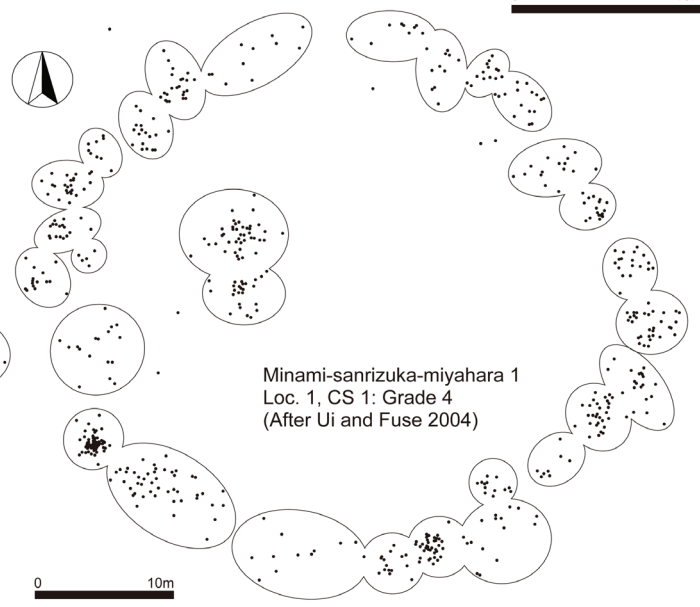 Minami-sanrizuka-miyahara 1
Loc. 1, CS 1: Grade 4
(After Ui and Fuse 2004)
0 10m